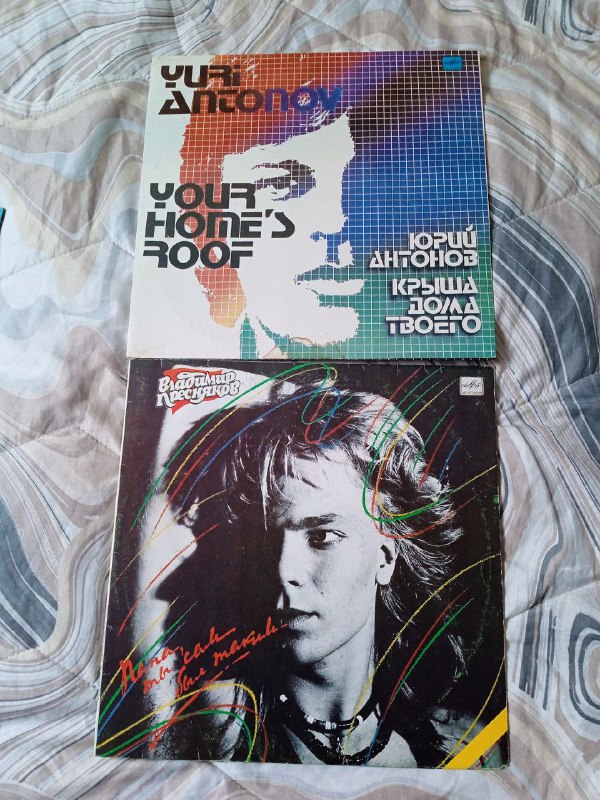 YURI
ANTONOV
YOUR
HOME'S
ROOF
ЮРИЙ
АНТОНОВ
КРЫША
ДОМА
ТВОЕГО
Владимир
Пресняков
Папа,
ты сам
был таким...